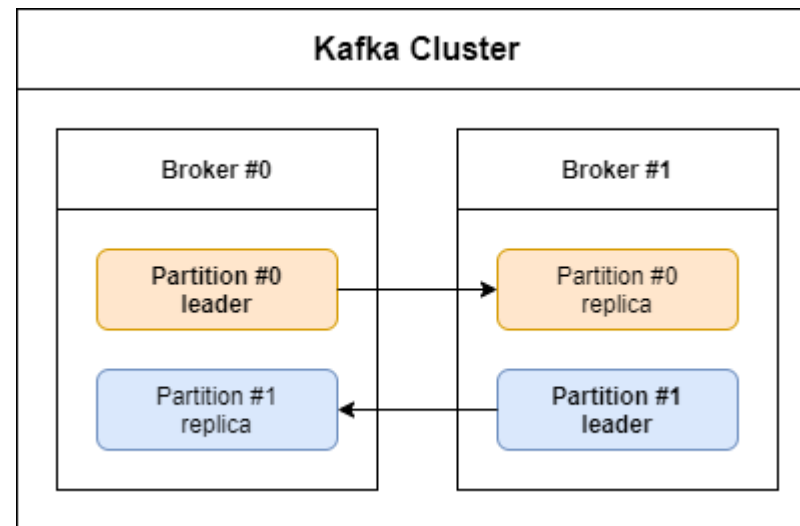 Kafka Cluster
Broker #0
Broker #1
Partition #0
leader
Partition #0
replica
Partition #1
replica
Partition #1
leader